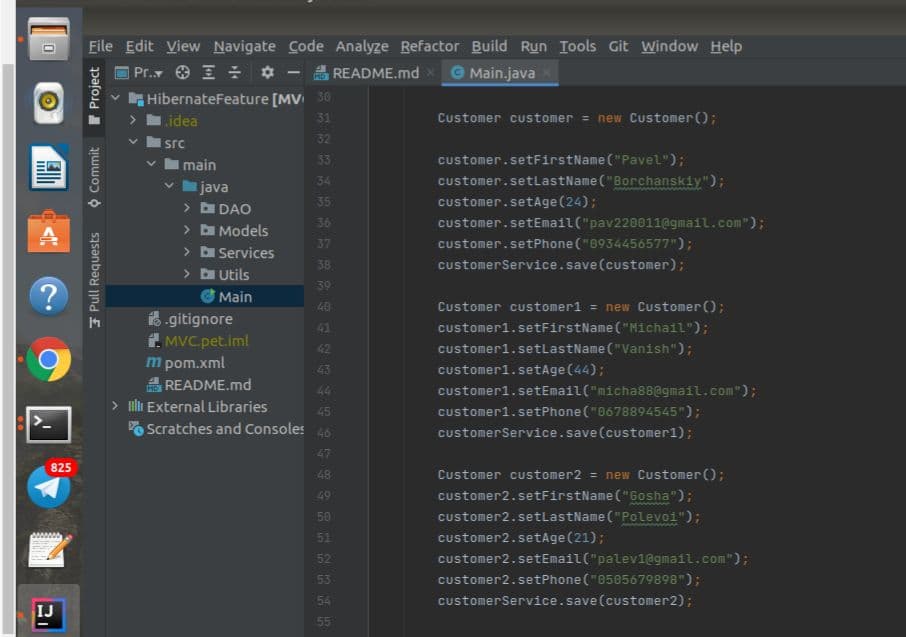 File Edit View Navigate Code Analyze Refactor Build Run Tools Git Window Help
Pr.. README.md Main.java
Project
Commit
Pull Requests
HibernateFeature [MV
.idea
src
main
java
DAO
Models
Services
Utils
Main
.gitignore
MVC.pet.iml
pom.xml
README.md
External Libraries
Scratches and Consoles
825
30
31 Customer customer = new Customer();
32
33 customer.setFirstName("Pavel");
34 customer.setLastName("Borchanskiy");
35 customer.setAge(24);
36 customer.setEmail("pav220011@gmail.com");
37 customer.setPhone("0934456577");
38 customerService.save(customer);
39
40 Customer customer1 = new Customer();
41 customer1.setFirstName("Michail");
42 customer1.setLastName("Vanish");
43 customer1.setAge(44);
44 customer1.setEmail("micha88@gmail.com");
45 customer1.setPhone("0678894545");
46 customerService.save(customer1);
47
48 Customer customer2 = new Customer();
49 customer2.setFirstName("Gosha");
50 customer2.setLastName("Polevoi");
51 customer2.setAge(21);
52 customer2.setEmail("palev1@gmail.com");
53 customer2.setPhone("0505679898");
54 customerService.save(customer2);
55
IJ